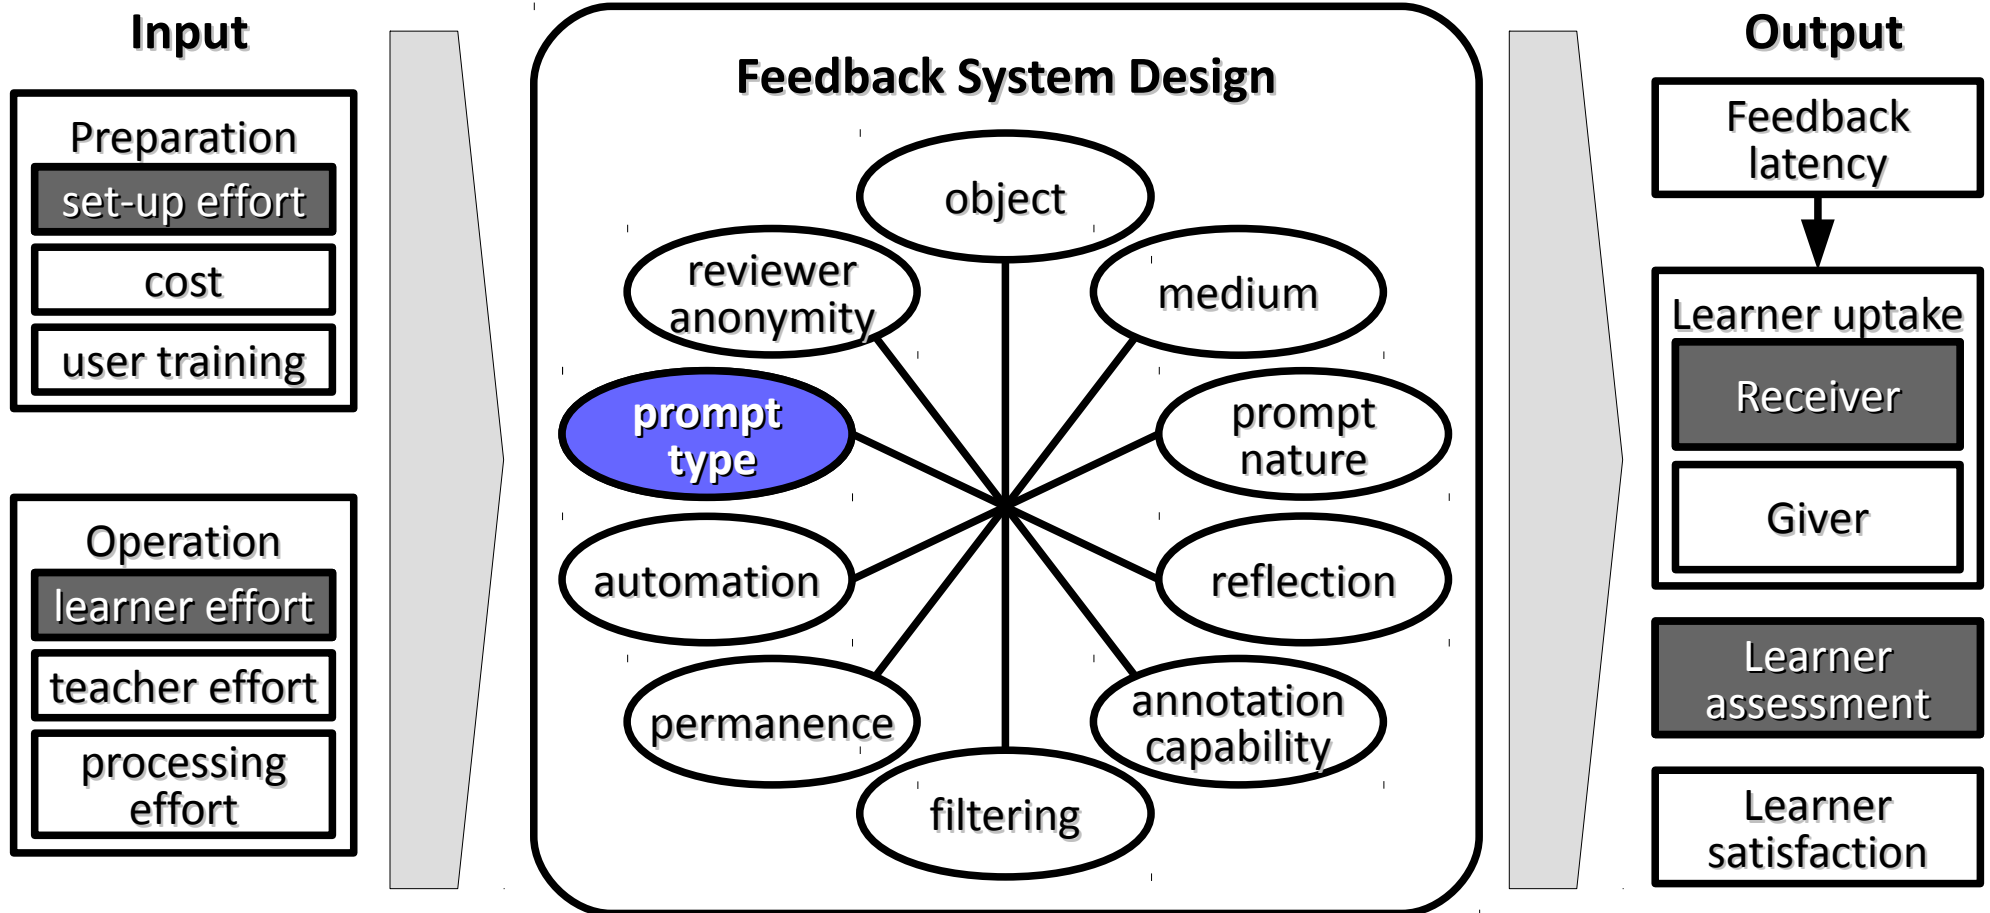 Input
Preparation
set-up effort
cost
user training
Operation
learner effort
teacher effort
processing
effort
Feedback System Design
object
reviewer
anonymity
medium
prompt
type
prompt
nature
automation
reflection
permanence
annotation
capability
filtering
Output
Feedback
latency
Learner uptake
Receiver
Giver
Learner
assessment
Learner
satisfaction